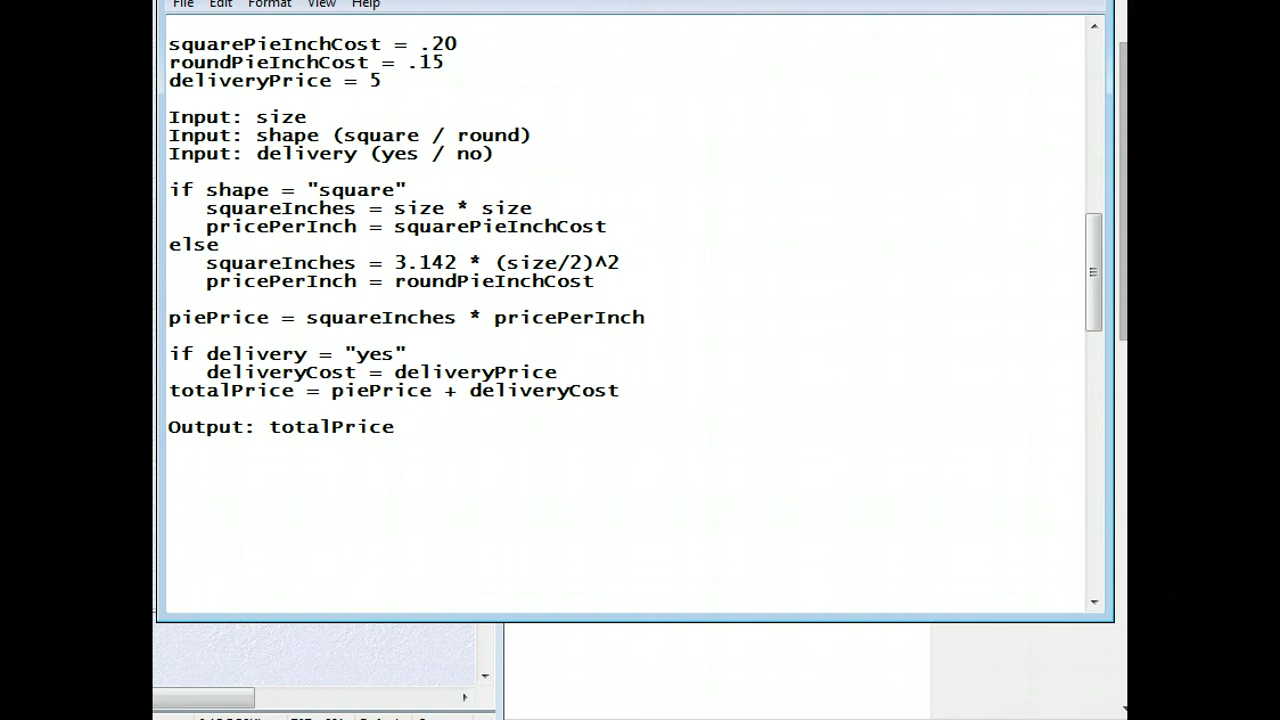 File Edit Format View Help
squarePieInchCost = .20
roundPieInchCost = .15
deliveryPrice = 5
Input: size
Input: shape (square / round)
Input: delivery (yes / no)
if shape = "square"
squareInches = size * size
pricePerInch = squarePieInchCost
else
squareInches = 3.142 * (size/2)^2
pricePerInch = roundPieInchCost
piePrice = squareInches * pricePerInch
if delivery = "yes"
deliveryCost = deliveryPrice
totalPrice = piePrice + deliveryCost
Output: totalPrice